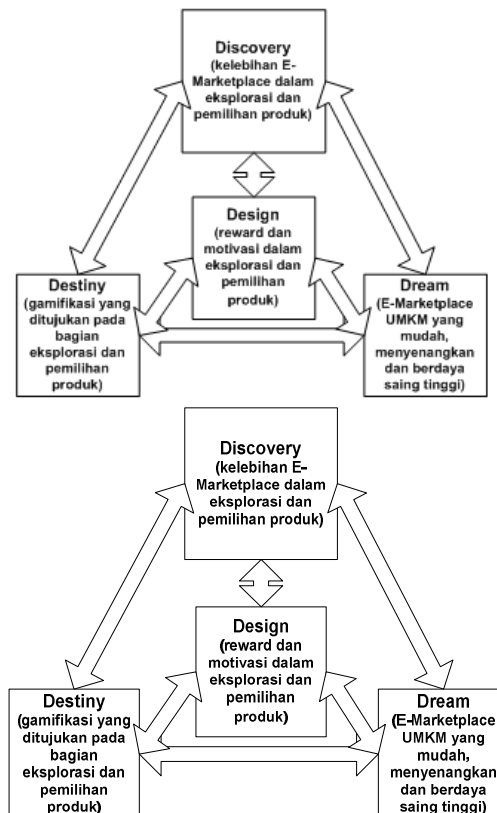 Discovery
(kelebihan E-
Marketplace dalam
eksplorasi dan
pemilihan produk)
Design
(reward dan
motivasi dalam
eksplorasi dan
pemilihan
produk)
Destiny
(gamifikasi yang
ditujukan pada
bagian
eksplorasi dan
pemilihan
produk)
Dream
(E-Marketplace
UMKM yang
mudah,
menyenangkan
dan berdaya
saing tinggi)
Discovery
(kelebihan E-
Marketplace dalam
eksplorasi dan
pemilihan produk)
Design
(reward dan
motivasi dalam
eksplorasi dan
pemilihan
produk)
Destiny
(gamifikasi yang
ditujukan pada
bagian
eksplorasi dan
pemilihan
produk)
Dream
(E-Marketplace
UMKM yang
mudah,
menyenangkan
dan berdaya
saing tinggi)